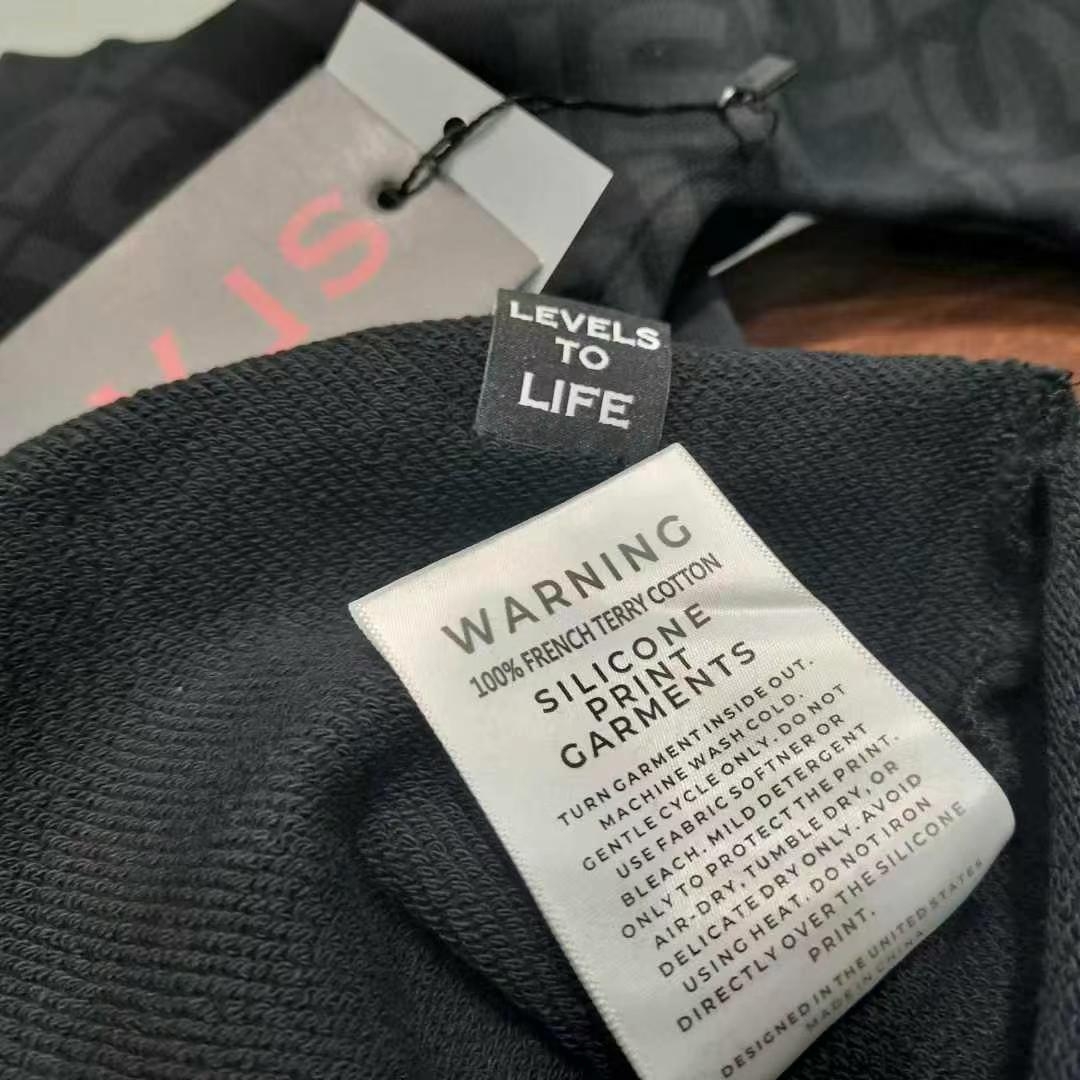 LEVELS
TO
LIFE
WARNING
100% FRENCH TERRY COTTON
SILICONE
PRINT
GARMENTS
TURN GARMENT INSIDE OUT.
MACHINE WASH COLD.
GENTLE CYCLE ONLY. DO NOT
USE FABRIC SOFTNER OR
BLEACH. MILD DETERGENT
ONLY TO PROTECT THE PRINT.
AIR-DRY, TUMBLE DRY, OR
DELICATE DRY ONLY. AVOID
USING HEAT. DO NOT IRON
DIRECTLY OVER THE SILICONE
PRINT.
DESIGNED IN THE UNITED STATES
MADE IN CHINA